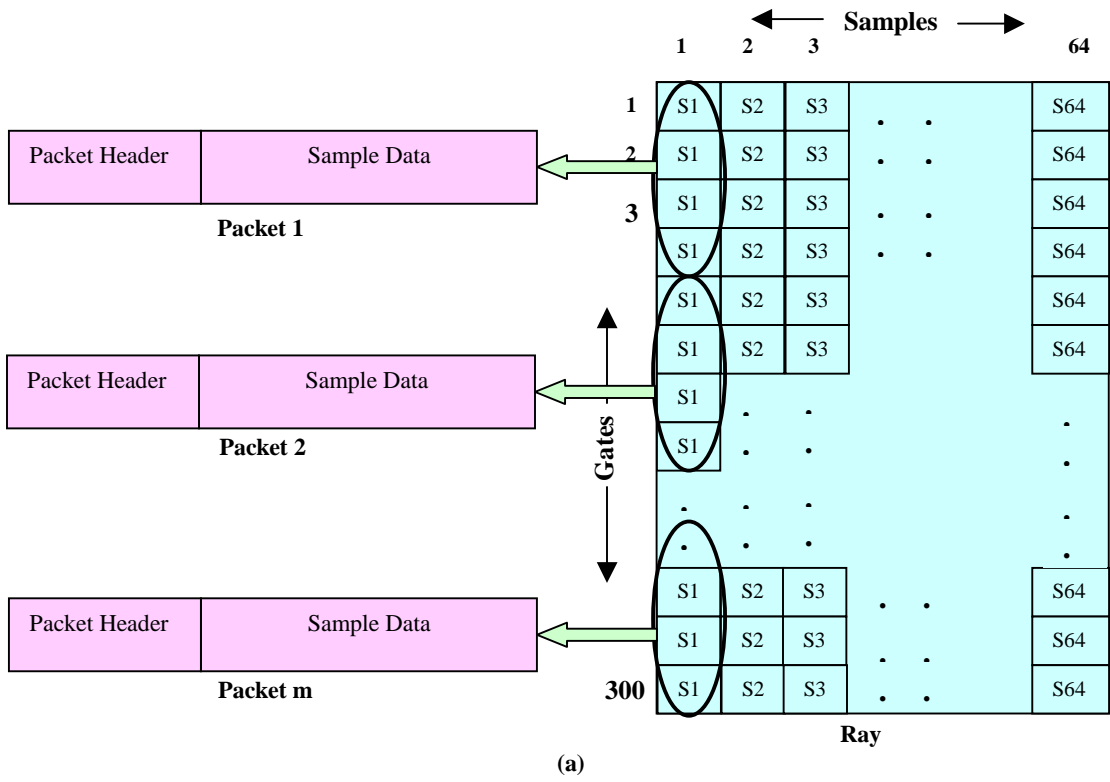 Samples
1 2 3 64
1 S1 S2 S3 S64
Packet Header Sample Data 2 S1 S2 S3 S64
Packet 1 3 S1 S2 S3 S64
S1 S2 S3 S64
S1 S2 S3 S64
S1 S2 S3 S64
Packet Header Sample Data S1
Packet 2 Gates S1
S1 S2 S3 S64
Packet Header Sample Data S1 S2 S3 S64
Packet m 300 S1 S2 S3 S64
Ray
(a)